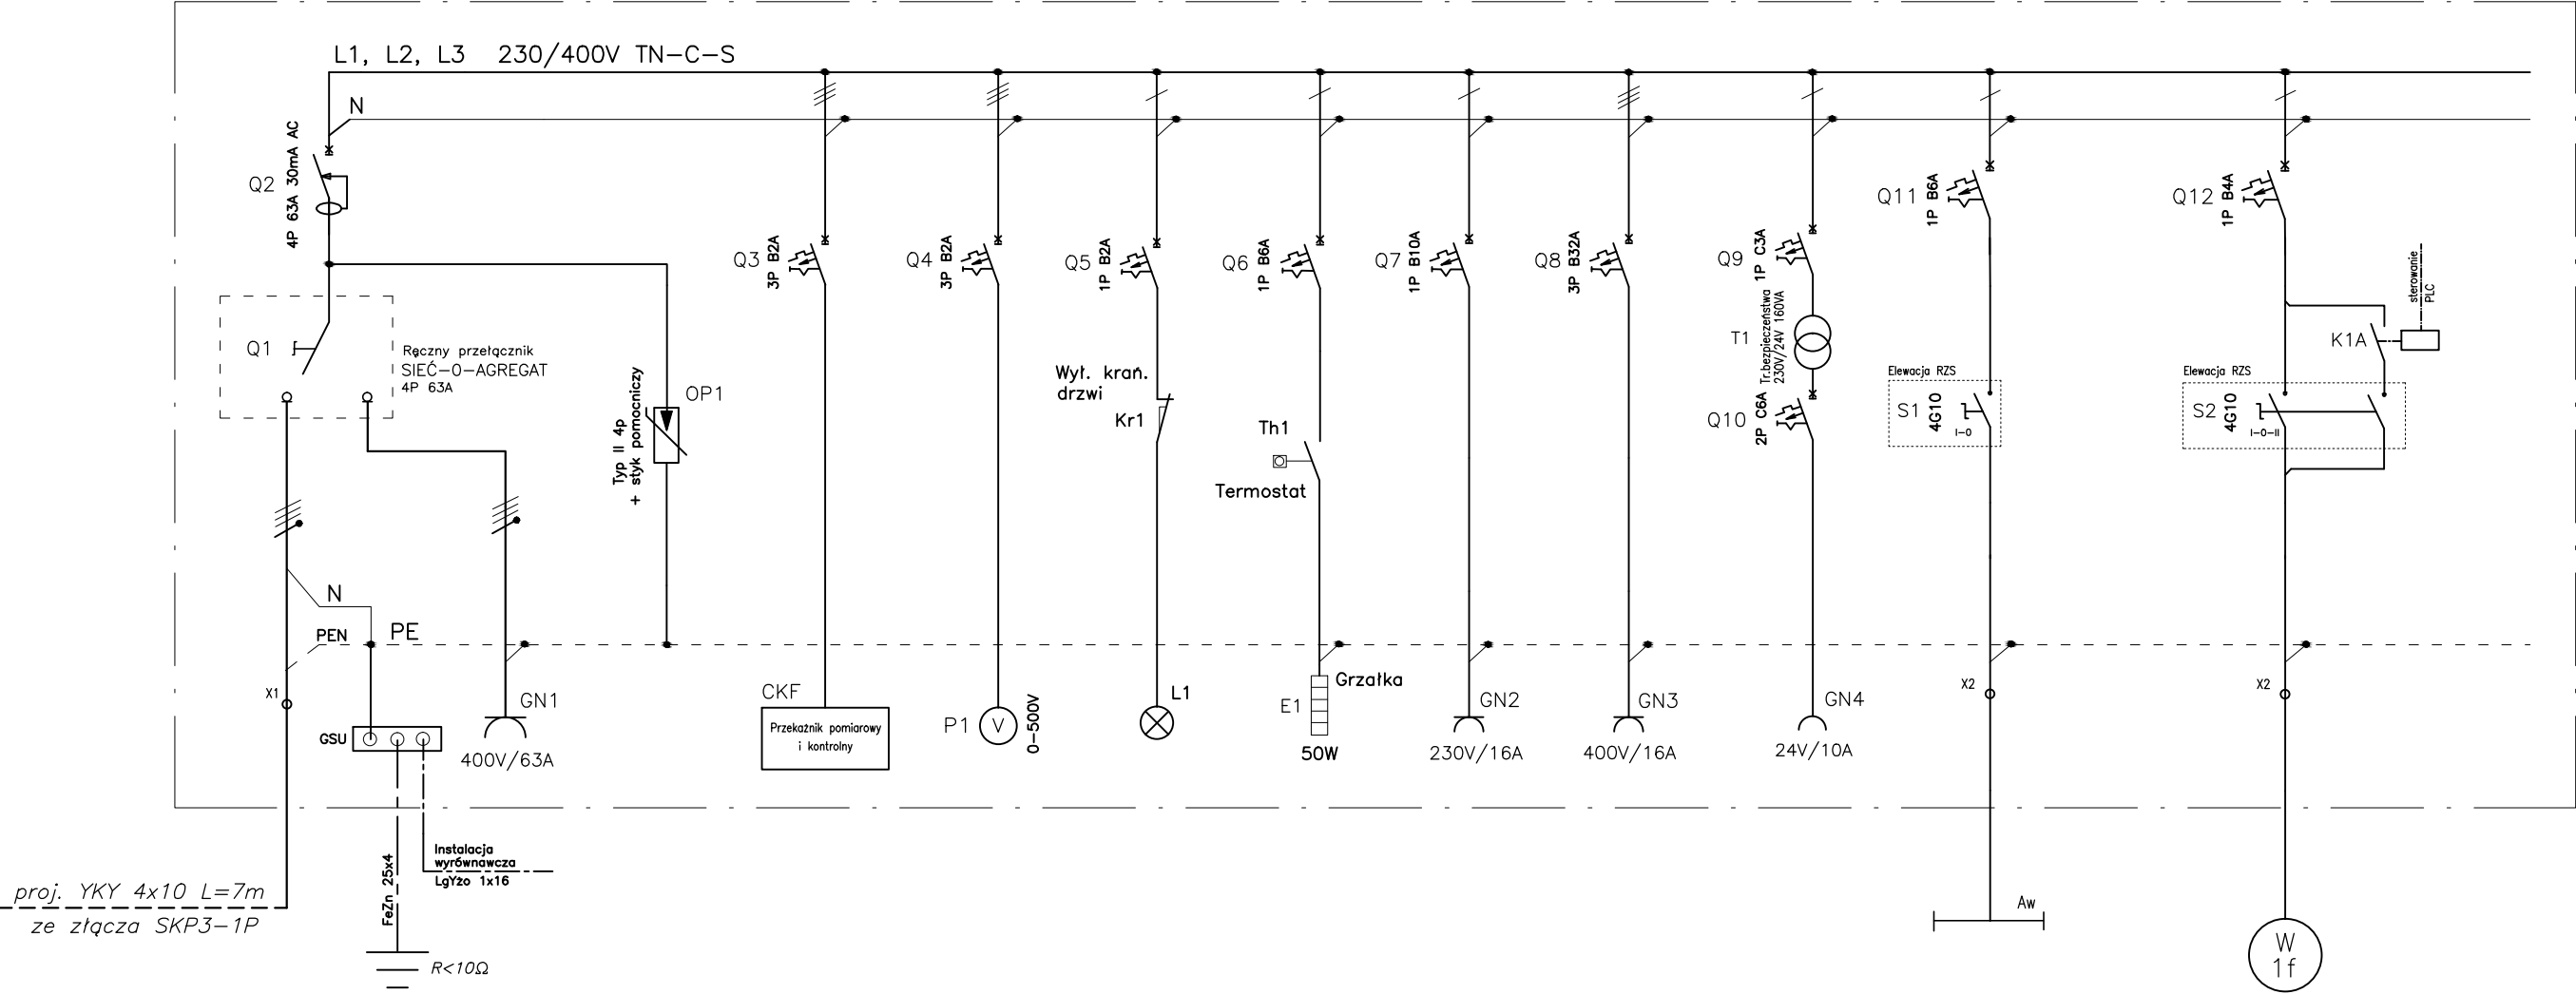 L1, L2, L3 230/400V TN-C-S
N
Q2
4P 63A 30mA AC
Q1
Ręczny przełącznik
SIEĆ-0-AGREGAT
4P 63A
OP1
Typ II 4p
+ styk pomocniczy
N
PEN
PE
X1
GSU
GN1
400V/63A
FeZn 25x4
Instalacja
wyrównawcza
LgYżo 1x16
proj. YKY 4x10 L=7m
ze złącza SKP3-1P
R<10Ω
Q3
3P B2A
CKF
Przekaźnik pomiarowy
i kontrolny
Q4
3P B2A
P1
V
0-500V
Q5
1P B2A
Wył. krań.
drzwi
Kr1
L1
Q6
1P B6A
Th1
Termostat
Grzałka
E1
50W
Q7
1P B10A
GN2
230V/16A
Q8
3P B32A
GN3
400V/16A
Q9
1P C3A
T1
Tr.bezpieczeństwa
230V/24V 160VA
Q10
2P C6A
GN4
24V/10A
Q11
1P B6A
Elewacja RZS
S1
4G10
I-0
X2
Aw
Q12
1P B4A
sterowanie
PLC
K1A
Elewacja RZS
S2
4G10
I-0-II
X2
W
1f